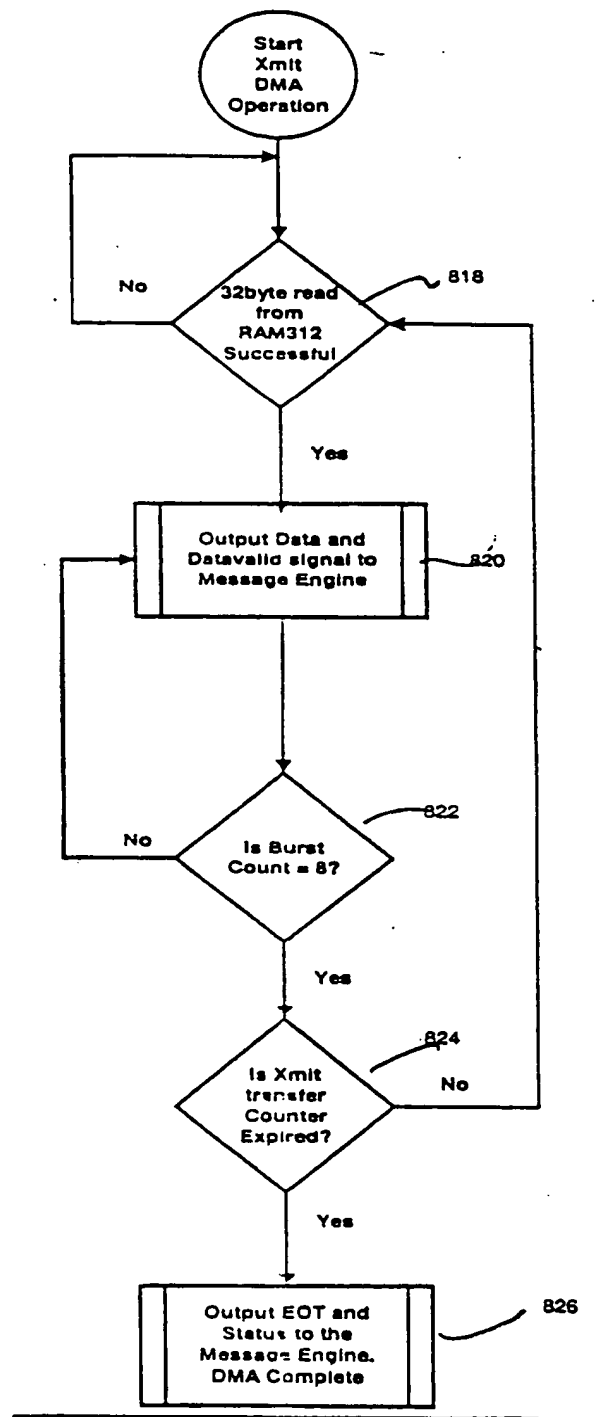 Start
Xmit
DMA
Operation
No
32byte read
from
RAM312
Successful
818
Yes
Output Data and
Datavalid signal to
Message Engine
820
No
Is Burst
Count = 8?
822
Yes
824
Is Xmit
transfer
Counter
Expired?
No
Yes
Output EOT and
Status to the
Message Engine.
DMA Complete
826